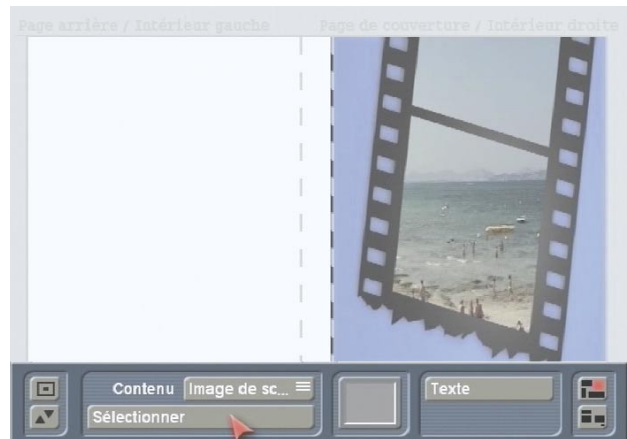 Page arrière / Intérieur gauche
Page de couverture / Intérieur droite
Contenu
Image de sc...
Texte
Sélectionner